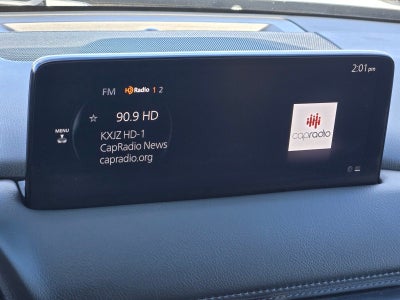 2:01 pm
FM HD Radio 1 2
90.9 HD
MENU
KXJZ HD-1
CapRadio News
capradio.org
capradio